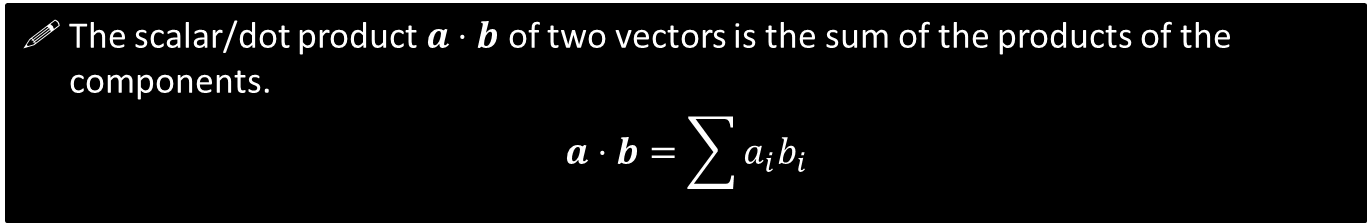 The scalar/dot product 𝒂 · 𝒃 of two vectors is the sum of the products of the
components.
𝒂 · 𝒃 = ∑ aᵢbᵢ